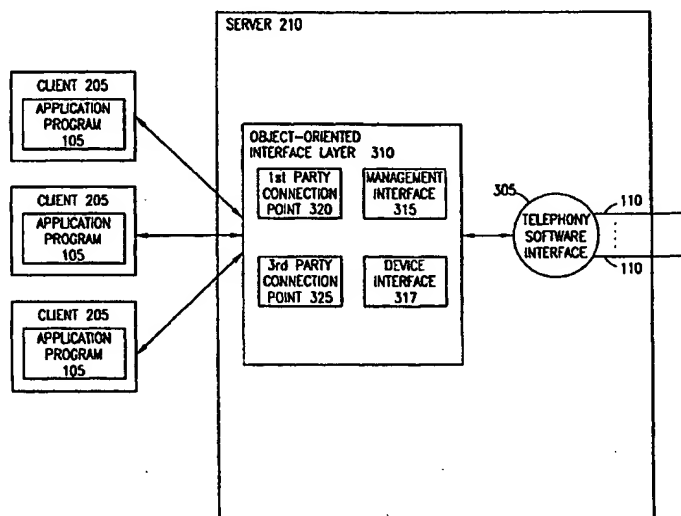 SERVER 210
CLIENT 205
APPLICATION
PROGRAM
105
CLIENT 205
APPLICATION
PROGRAM
105
CLIENT 205
APPLICATION
PROGRAM
105
OBJECT-ORIENTED
INTERFACE LAYER 310
1st PARTY
CONNECTION
POINT 320
MANAGEMENT
INTERFACE
315
3rd PARTY
CONNECTION
POINT 325
DEVICE
INTERFACE
317
305
TELEPHONY
SOFTWARE
INTERFACE
110
110